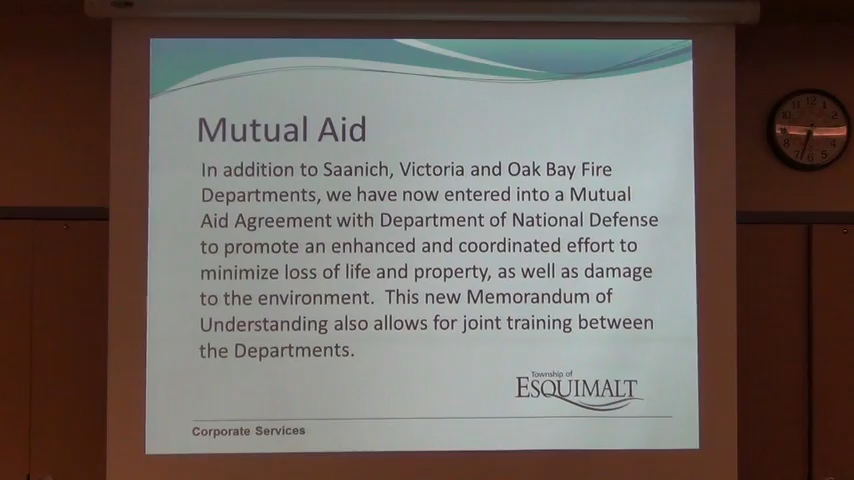 Mutual Aid
In addition to Saanich, Victoria and Oak Bay Fire
Departments, we have now entered into a Mutual
Aid Agreement with Department of National Defense
to promote an enhanced and coordinated effort to
minimize loss of life and property, as well as damage
to the environment. This new Memorandum of
Understanding also allows for joint training between
the Departments.
Township of
ESQUIMALT
Corporate Services